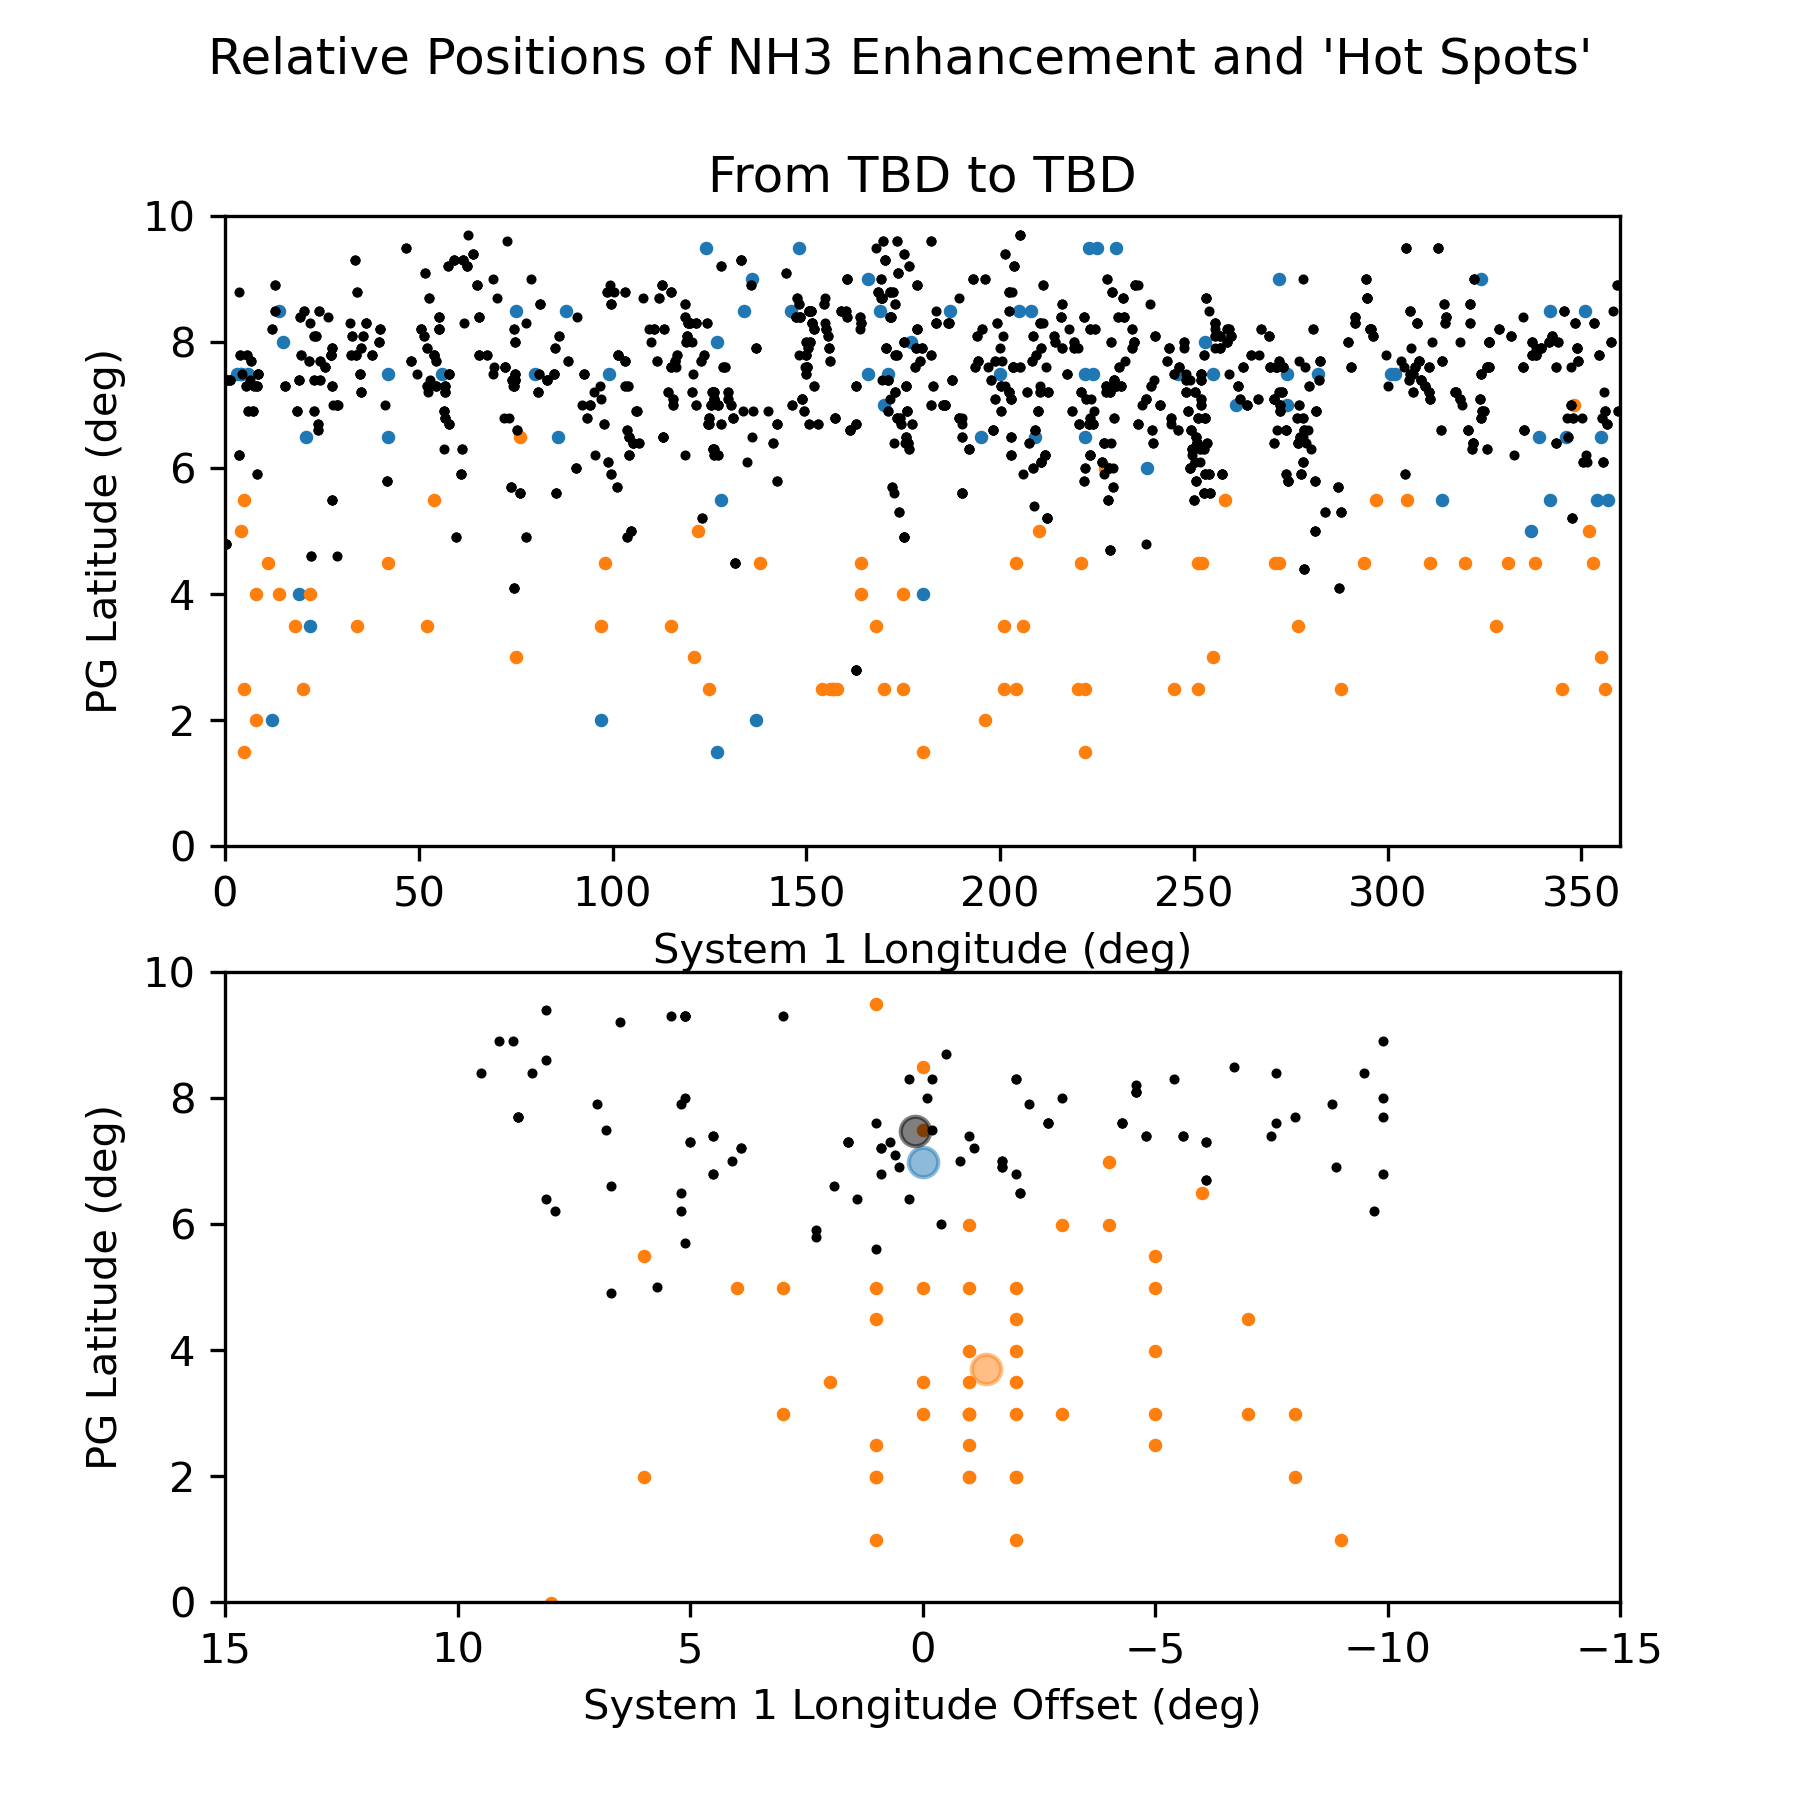 Relative Positions of NH3 Enhancement and 'Hot Spots'
From TBD to TBD
10
8
6
4
2
0
PG Latitude (deg)
0 50 100 150 200 250 300 350
System 1 Longitude (deg)
10
8
6
4
2
0
PG Latitude (deg)
15 10 5 0 −5 −10 −15
System 1 Longitude Offset (deg)